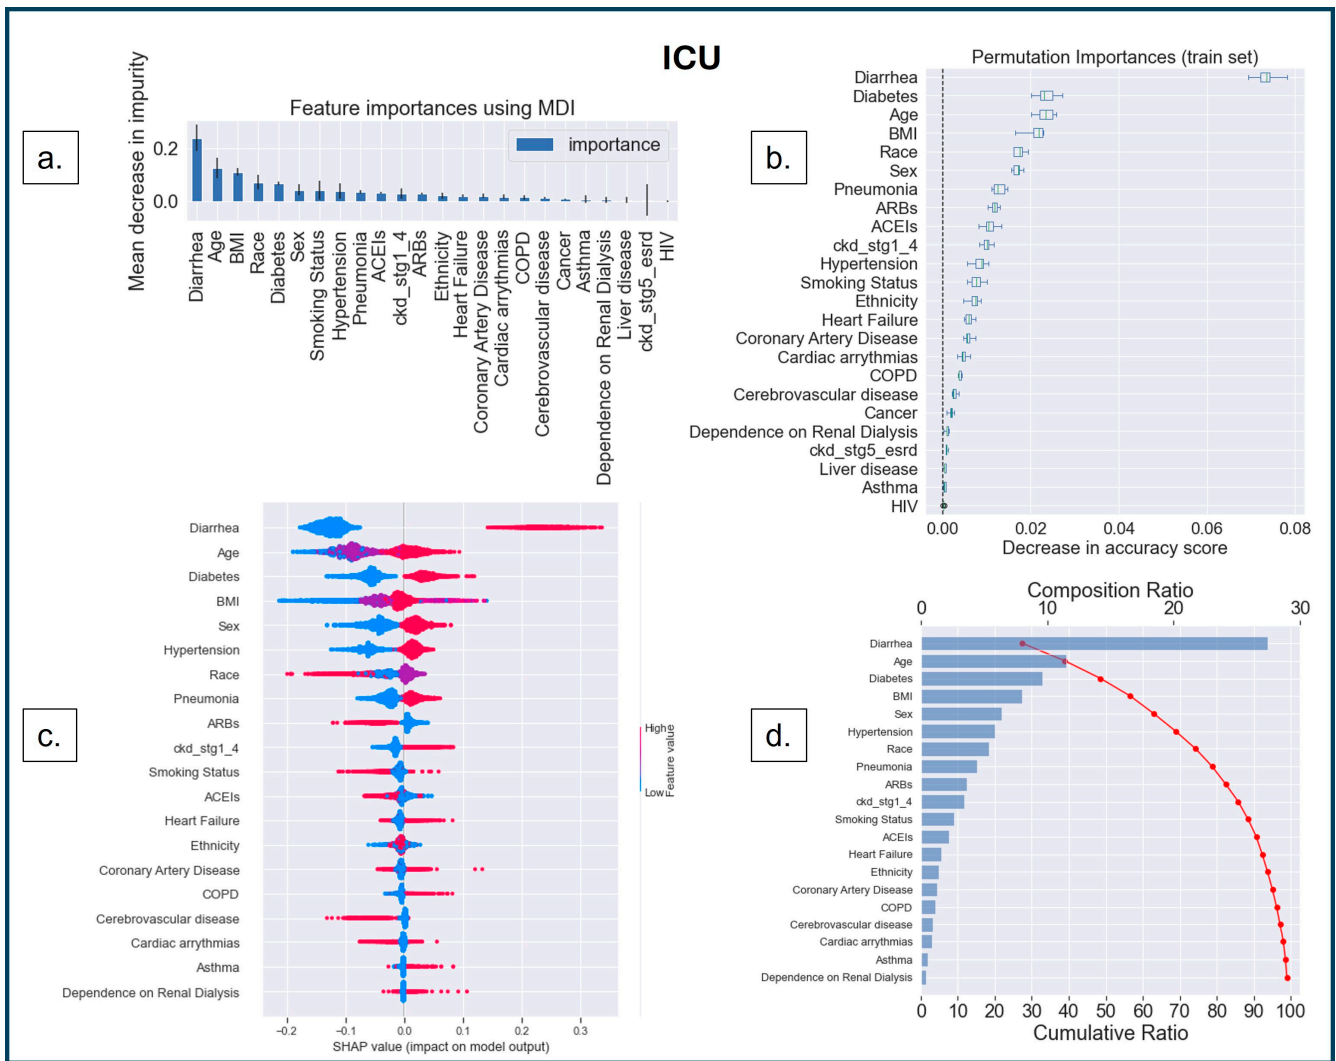 ICU
a.
Feature importances using MDI
Mean decrease in impurity
importance
0.2
0.0
Diarrhea
Age
BMI
Race
Diabetes
Sex
Smoking Status
Hypertension
Pneumonia
ACEIs
ckd_stg1_4
ARBs
Ethnicity
Heart Failure
Coronary Artery Disease
Cardiac arrythmias
COPD
Cerebrovascular disease
Cancer
Asthma
Dependence on Renal Dialysis
Liver disease
ckd_stg5_esrd
HIV
b.
Permutation Importances (train set)
Diarrhea
Diabetes
Age
BMI
Race
Sex
Pneumonia
ARBs
ACEIs
ckd_stg1_4
Hypertension
Smoking Status
Ethnicity
Heart Failure
Coronary Artery Disease
Cardiac arrythmias
COPD
Cerebrovascular disease
Cancer
Dependence on Renal Dialysis
ckd_stg5_esrd
Liver disease
Asthma
HIV
0.00 0.02 0.04 0.06 0.08
Decrease in accuracy score
c.
Diarrhea
Age
Diabetes
BMI
Sex
Hypertension
Race
Pneumonia
ARBs
ckd_stg1_4
Smoking Status
ACEIs
Heart Failure
Ethnicity
Coronary Artery Disease
COPD
Cerebrovascular disease
Cardiac arrythmias
Asthma
Dependence on Renal Dialysis
−0.2 −0.1 0.0 0.1 0.2 0.3
SHAP value (impact on model output)
High
Low
Feature value
d.
Composition Ratio
0 10 20 30
Diarrhea
Age
Diabetes
BMI
Sex
Hypertension
Race
Pneumonia
ARBs
ckd_stg1_4
Smoking Status
ACEIs
Heart Failure
Ethnicity
Coronary Artery Disease
COPD
Cerebrovascular disease
Cardiac arrythmias
Asthma
Dependence on Renal Dialysis
0 10 20 30 40 50 60 70 80 90 100
Cumulative Ratio